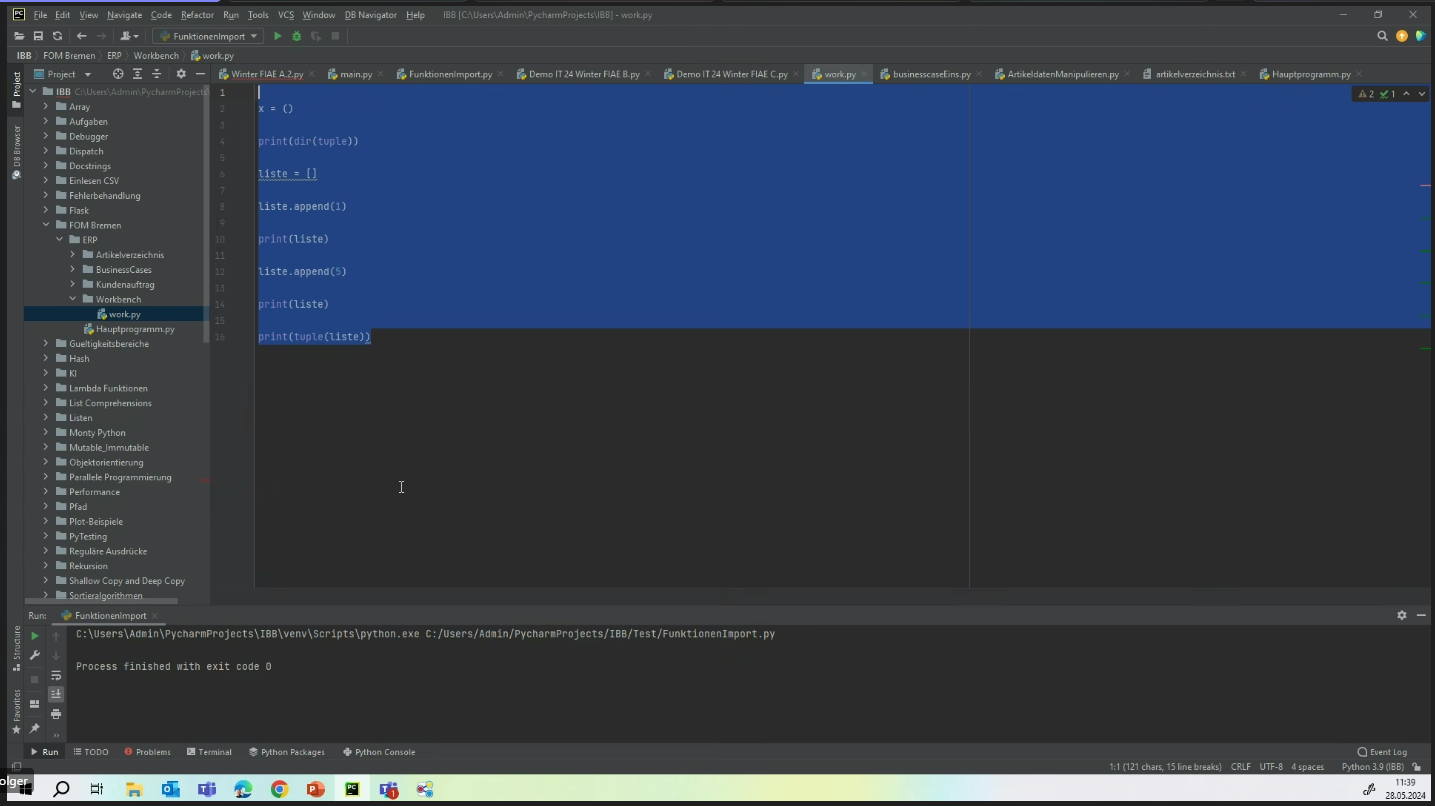 PC File Edit View Navigate Code Refactor Run Tools VCS Window DB Navigator Help IBB [C:\Users\Admin\PycharmProjects\IBB] - work.py
FunktionenImport
IBB FOM Bremen ERP Workbench work.py
Project Winter FIAE A.2.py main.py FunktionenImport.py Demo IT 24 Winter FIAE B.py Demo IT 24 Winter FIAE C.py work.py businesscaseEins.py ArtikeldatenManipulieren.py artikelverzeichnis.txt Hauptprogramm.py
Project
DB Browser
Structure
Favorites
IBB C:\Users\Admin\PycharmProjects
Array
Aufgaben
Debugger
Dispatch
Docstrings
Einlesen CSV
Fehlerbehandlung
Flask
FOM Bremen
ERP
Artikelverzeichnis
BusinessCases
Kundenauftrag
Workbench
work.py
Hauptprogramm.py
Gueltigkeitsbereiche
Hash
KI
Lambda Funktionen
List Comprehensions
Listen
Monty Python
Mutable_Immutable
Objektorientierung
Parallele Programmierung
Performance
Pfad
Plot-Beispiele
PyTesting
Reguläre Ausdrücke
Rekursion
Shallow Copy and Deep Copy
Sortieralgorithmen
2 1
1
2 x = ()
3
4 print(dir(tuple))
5
6 liste = []
7
8 liste.append(1)
9
10 print(liste)
11
12 liste.append(5)
13
14 print(liste)
15
16 print(tuple(liste))
Run: FunktionenImport
C:\Users\Admin\PycharmProjects\IBB\venv\Scripts\python.exe C:/Users/Admin/PycharmProjects/IBB/Test/FunktionenImport.py
Process finished with exit code 0
Run TODO Problems Terminal Python Packages Python Console Event Log
1:1 (121 chars, 15 line breaks) CRLF UTF-8 4 spaces Python 3.9 (IBB)
olger
11:39
28.05.2024